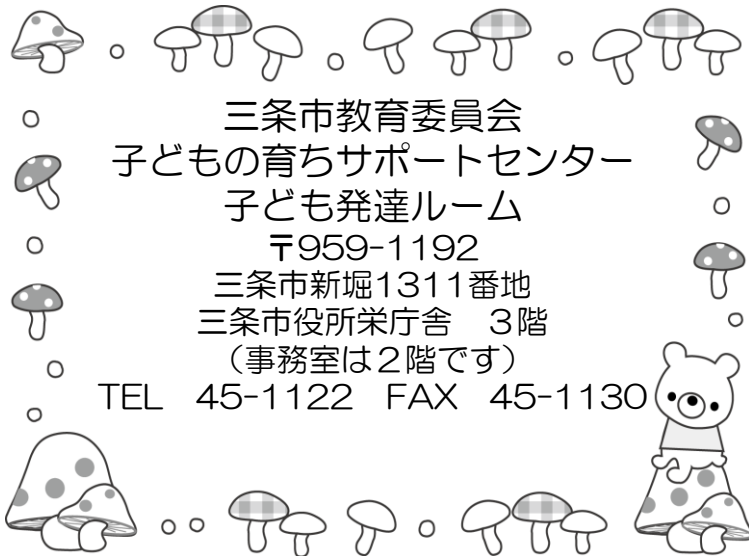 三条市教育委員会
子どもの育ちサポートセンター
子ども発達ルーム
〒959-1192
三条市新堀1311番地
三条市役所栄庁舎　３階
（事務室は２階です）
TEL　45-1122　FAX　45-1130